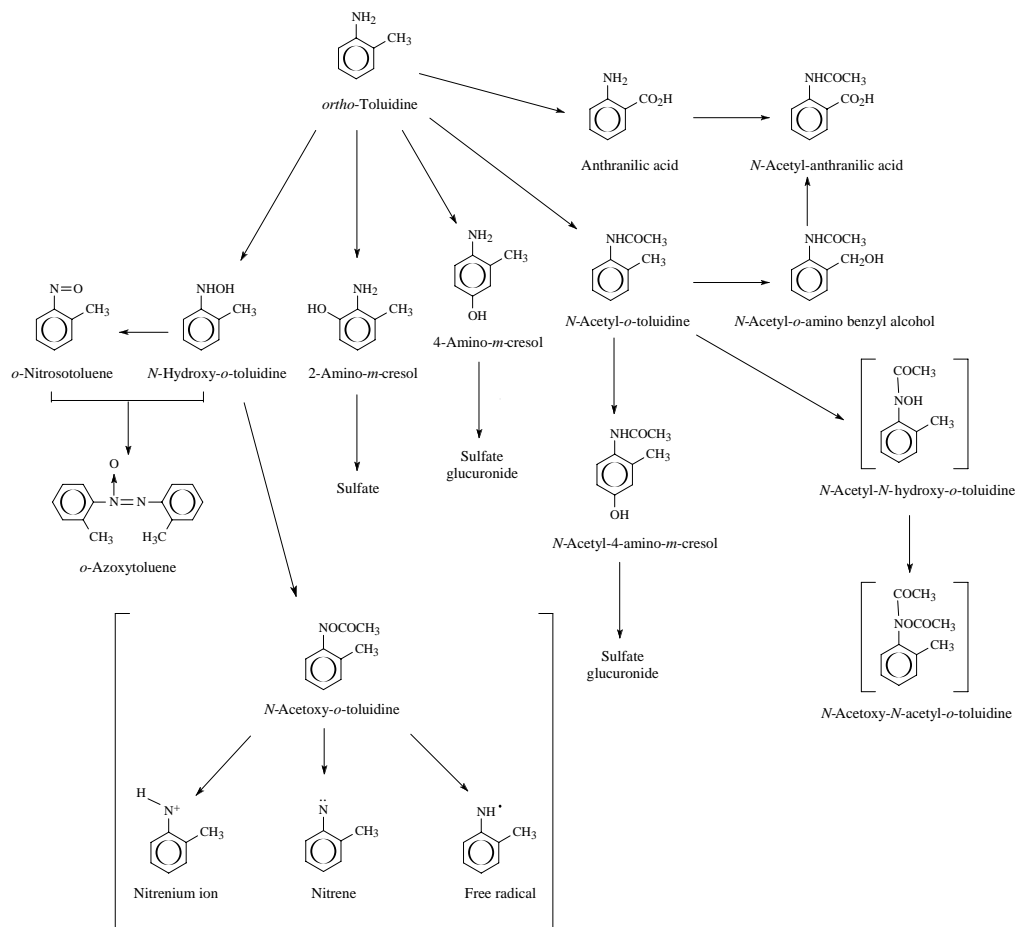 NH2
CH3
ortho-Toluidine
NH2
CO2H
Anthranilic acid
NHCOCH3
CO2H
N-Acetyl-anthranilic acid
N=O
CH3
o-Nitrosotoluene
NHOH
CH3
N-Hydroxy-o-toluidine
NH2
HO
CH3
2-Amino-m-cresol
NH2
CH3
OH
4-Amino-m-cresol
NHCOCH3
CH3
N-Acetyl-o-toluidine
NHCOCH3
CH2OH
N-Acetyl-o-amino benzyl alcohol
O
N=N
CH3
H3C
o-Azoxytoluene
Sulfate
Sulfate
glucuronide
NHCOCH3
CH3
OH
N-Acetyl-4-amino-m-cresol
COCH3
NOH
CH3
N-Acetyl-N-hydroxy-o-toluidine
NOCOCH3
CH3
N-Acetoxy-o-toluidine
Sulfate
glucuronide
COCH3
NOCOCH3
CH3
N-Acetoxy-N-acetyl-o-toluidine
H
N+
CH3
Nitrenium ion
N
CH3
Nitrene
NH•
CH3
Free radical